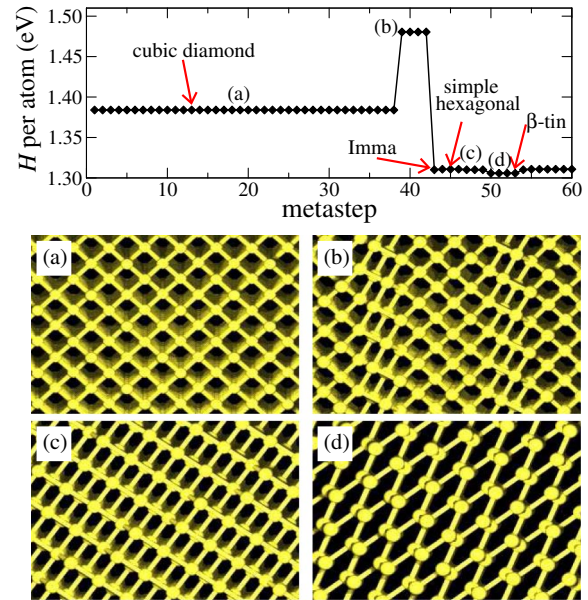 H per atom (eV)
1.50
1.45
1.40
1.35
1.30
cubic diamond
(a)
(b)
simple
hexagonal
β-tin
Imma
(c)
(d)
0 10 20 30 40 50 60
metastep
(a)
(b)
(c)
(d)